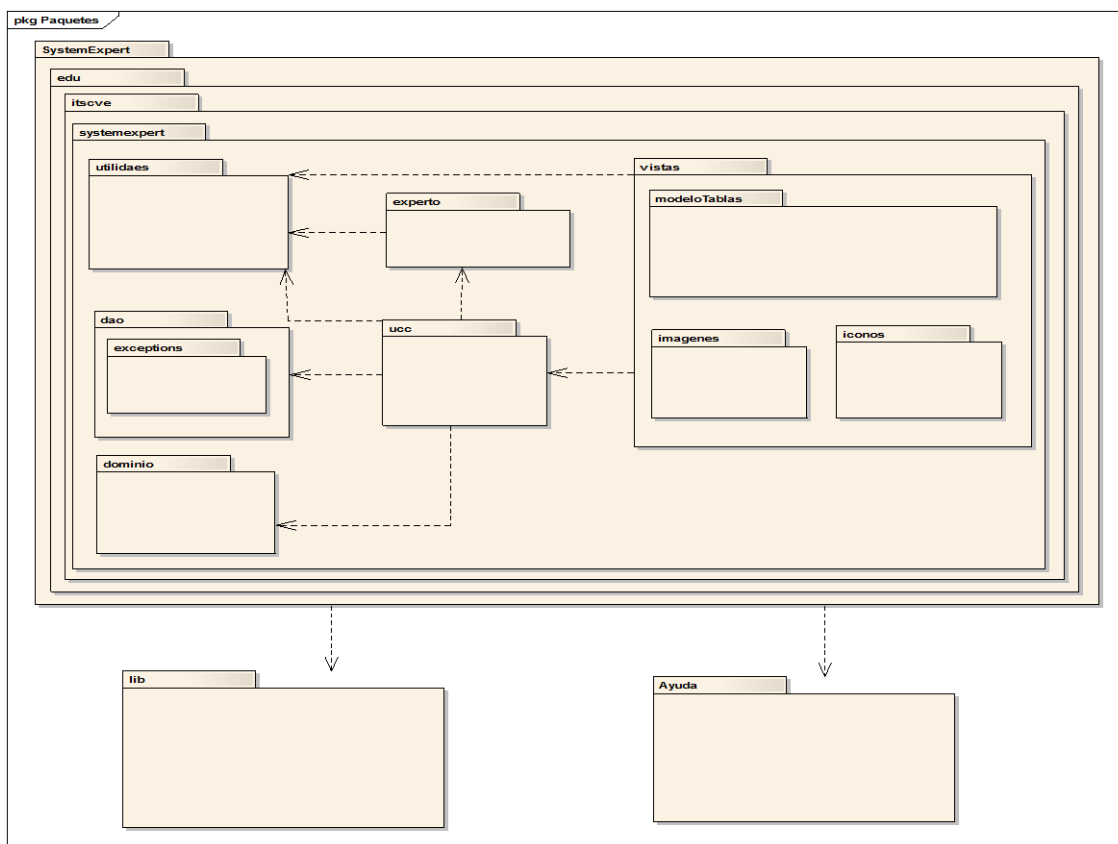 pkg Paquetes
SystemExpert
edu
itscve
systemexpert
utilidaes
vistas
experto
modeloTablas
dao
ucc
exceptions
imagenes
iconos
dominio
lib
Ayuda